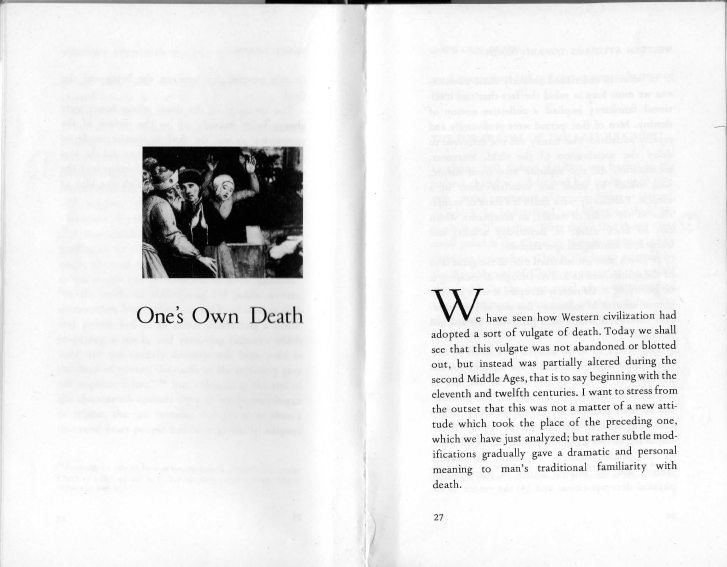 One's Own Death
We have seen how Western civilization had
adopted a sort of vulgate of death. Today we shall
see that this vulgate was not abandoned or blotted
out, but instead was partially altered during the
second Middle Ages, that is to say beginning with the
eleventh and twelfth centuries. I want to stress from
the outset that this was not a matter of a new atti-
tude which took the place of the preceding one,
which we have just analyzed; but rather subtle mod-
ifications gradually gave a dramatic and personal
meaning to man's traditional familiarity with
death.
27